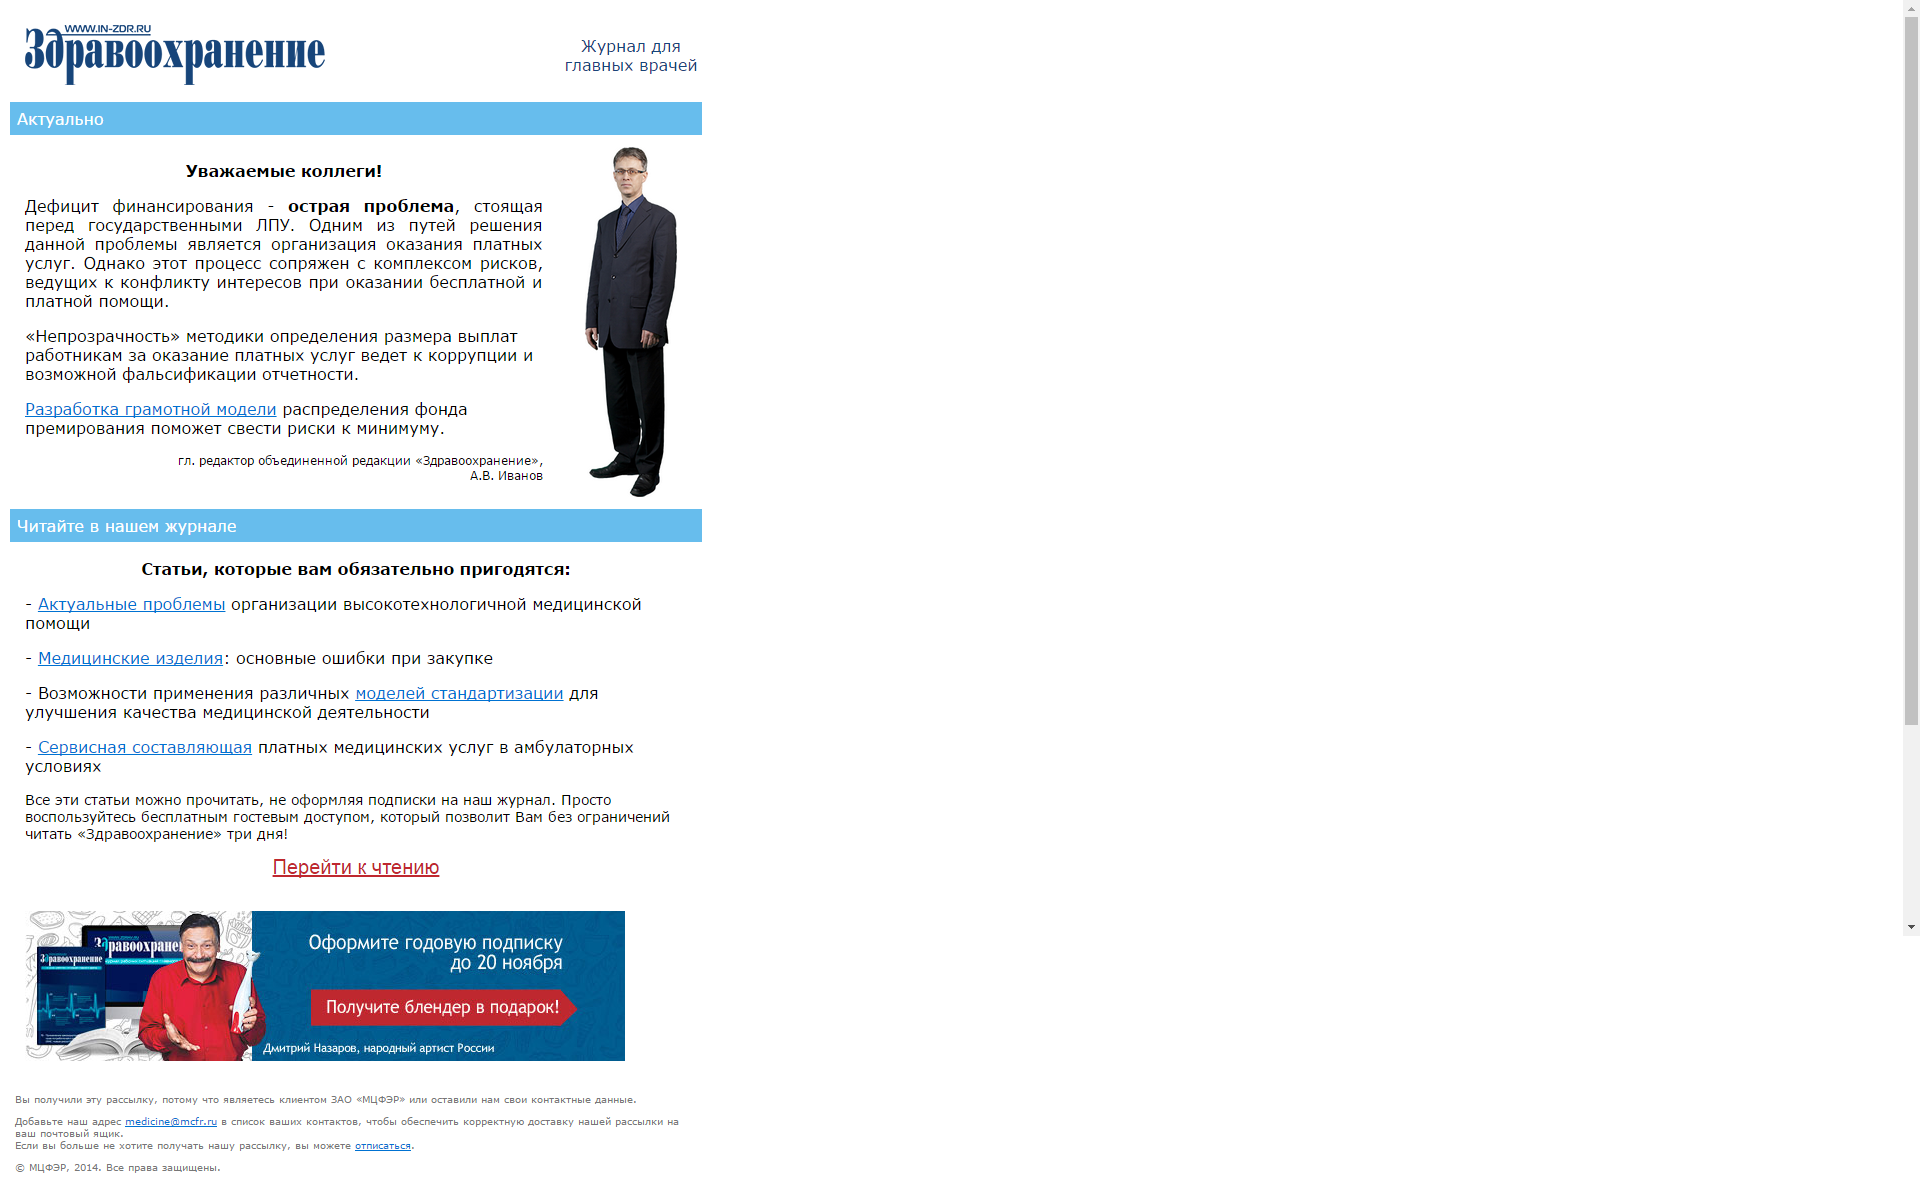 WWW.IN-ZDR.RU
Здравоохранение
Журнал для
главных врачей
Актуально
Уважаемые коллеги!
Дефицит финансирования - острая проблема, стоящая
перед государственными ЛПУ. Одним из путей решения
данной проблемы является организация оказания платных
услуг. Однако этот процесс сопряжен с комплексом рисков,
ведущих к конфликту интересов при оказании бесплатной и
платной помощи.
«Непрозрачность» методики определения размера выплат
работникам за оказание платных услуг ведет к коррупции и
возможной фальсификации отчетности.
Разработка грамотной модели распределения фонда
премирования поможет свести риски к минимуму.
гл. редактор объединенной редакции «Здравоохранение»,
А.В. Иванов
Читайте в нашем журнале
Статьи, которые вам обязательно пригодятся:
- Актуальные проблемы организации высокотехнологичной медицинской
помощи
- Медицинские изделия: основные ошибки при закупке
- Возможности применения различных моделей стандартизации для
улучшения качества медицинской деятельности
- Сервисная составляющая платных медицинских услуг в амбулаторных
условиях
Все эти статьи можно прочитать, не оформляя подписки на наш журнал. Просто
воспользуйтесь бесплатным гостевым доступом, который позволит Вам без ограничений
читать «Здравоохранение» три дня!
Перейти к чтению
Здравоохранен
Здравоохранение
Оформите годовую подписку
до 20 ноября
Получите блендер в подарок!
Дмитрий Назаров, народный артист России
Вы получили эту рассылку, потому что являетесь клиентом ЗАО «МЦФЭР» или оставили нам свои контактные данные.
Добавьте наш адрес medicine@mcfr.ru в список ваших контактов, чтобы обеспечить корректную доставку нашей рассылки на
ваш почтовый ящик.
Если вы больше не хотите получать нашу рассылку, вы можете отписаться.
© МЦФЭР, 2014. Все права защищены.